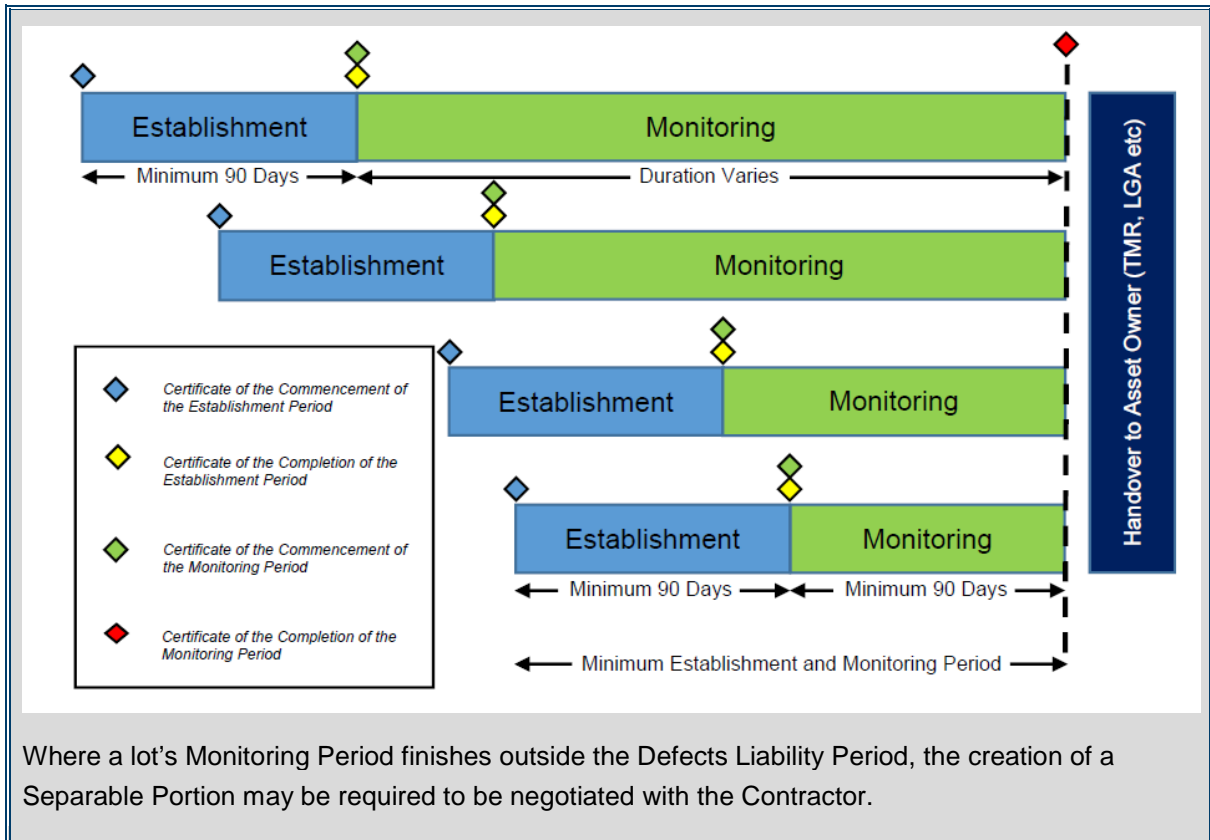 Establishment
Monitoring
Minimum 90 Days
Duration Varies
Establishment
Monitoring
Establishment
Monitoring
Establishment
Monitoring
Minimum 90 Days
Minimum 90 Days
Minimum Establishment and Monitoring Period
Handover to Asset Owner (TMR, LGA etc)
Certificate of the Commencement of
the Establishment Period
Certificate of the Completion of the
Establishment Period
Certificate of the Commencement of
the Monitoring Period
Certificate of the Completion of the
Monitoring Period
Where a lot's Monitoring Period finishes outside the Defects Liability Period, the creation of a
Separable Portion may be required to be negotiated with the Contractor.